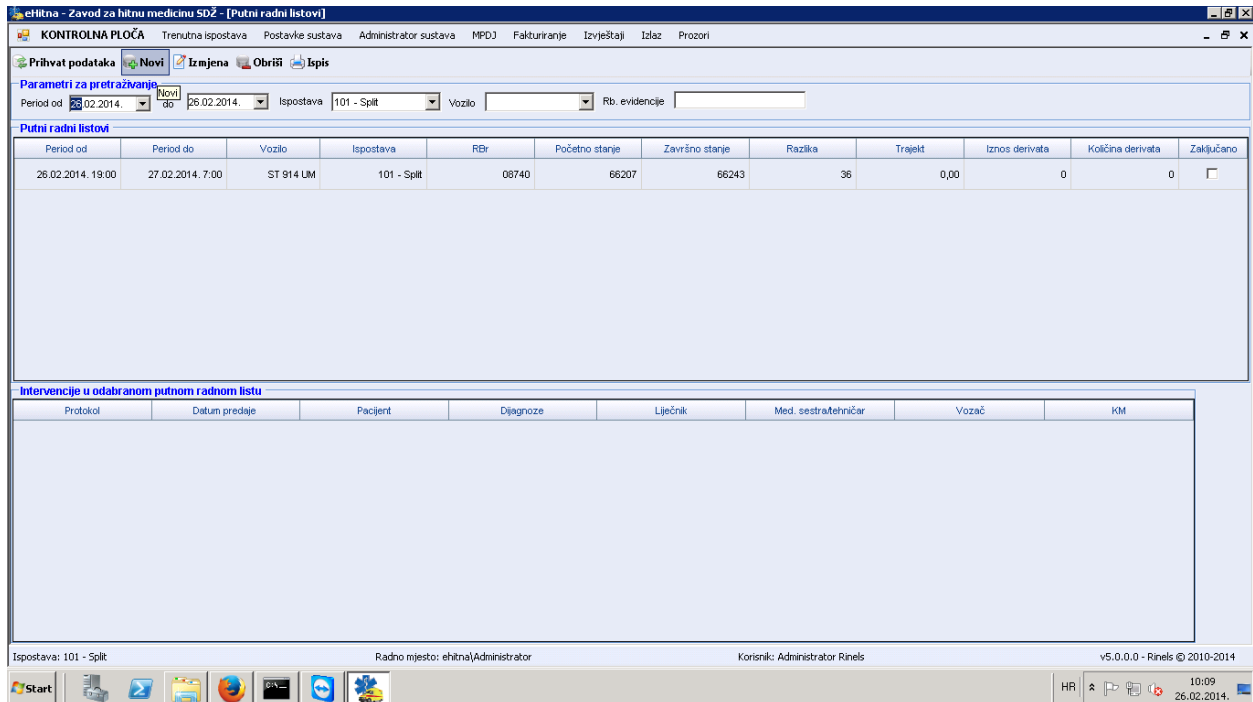 eHitna - Zavod za hitnu medicinu SDŽ - [Putni radni listovi]
KONTROLNA PLOČA Trenutna ispostava Postavke sustava Administrator sustava MPDJ Fakturiranje Izvještaji Izlaz Prozori
Prihvat podataka Novi Izmjena Obriši Ispis
Parametri za pretraživanje
Novi
Period od 26.02.2014. do 26.02.2014. Ispostava 101 - Split Vozilo Rb. evidencije
Putni radni listovi
Period od Period do Vozilo Ispostava RBr Početno stanje Završno stanje Razlika Trajekt Iznos derivata Količina derivata Zaključano
26.02.2014. 19:00 27.02.2014. 7:00 ST 914 UM 101 - Split 08740 66207 66243 36 0,00 0 0
Intervencije u odabranom putnom radnom listu
Protokol Datum predaje Pacijent Dijagnoze Liječnik Med. sestra/tehničar Vozač KM
Ispostava: 101 - Split Radno mjesto: ehitna\Administrator Korisnik: Administrator Rinels v5.0.0.0 - Rinels © 2010-2014
Start HR 10:09
26.02.2014.